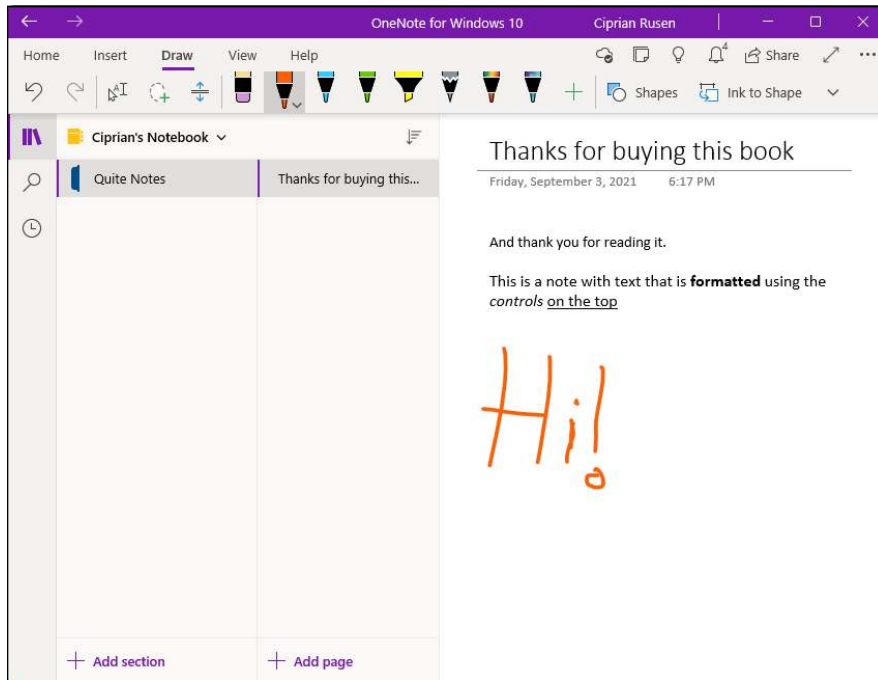 OneNote for Windows 10 Ciprian Rusen
Home Insert Draw View Help 4 Share
Shapes Ink to Shape
Ciprian's Notebook
Quite Notes
Thanks for buying this...
Thanks for buying this book
Friday, September 3, 2021 6:17 PM
And thank you for reading it.
This is a note with text that is formatted using the
controls on the top
Hi!
Add section Add page